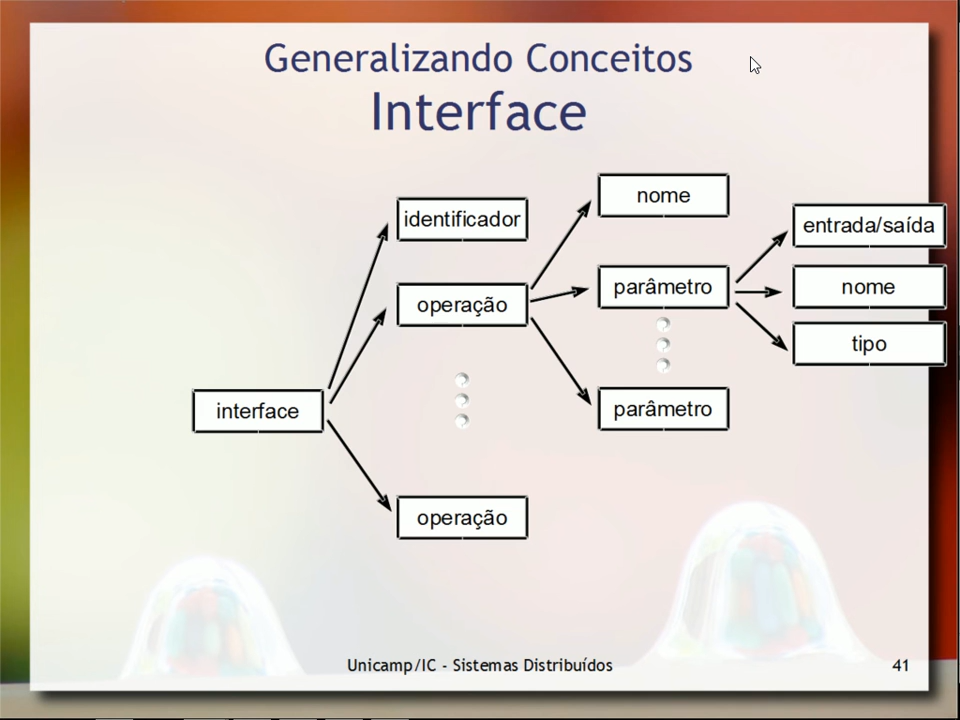 Generalizando Conceitos
Interface
nome
identificador
entrada/saída
operação
parâmetro
nome
tipo
interface
parâmetro
operação
Unicamp/IC - Sistemas Distribuídos
41